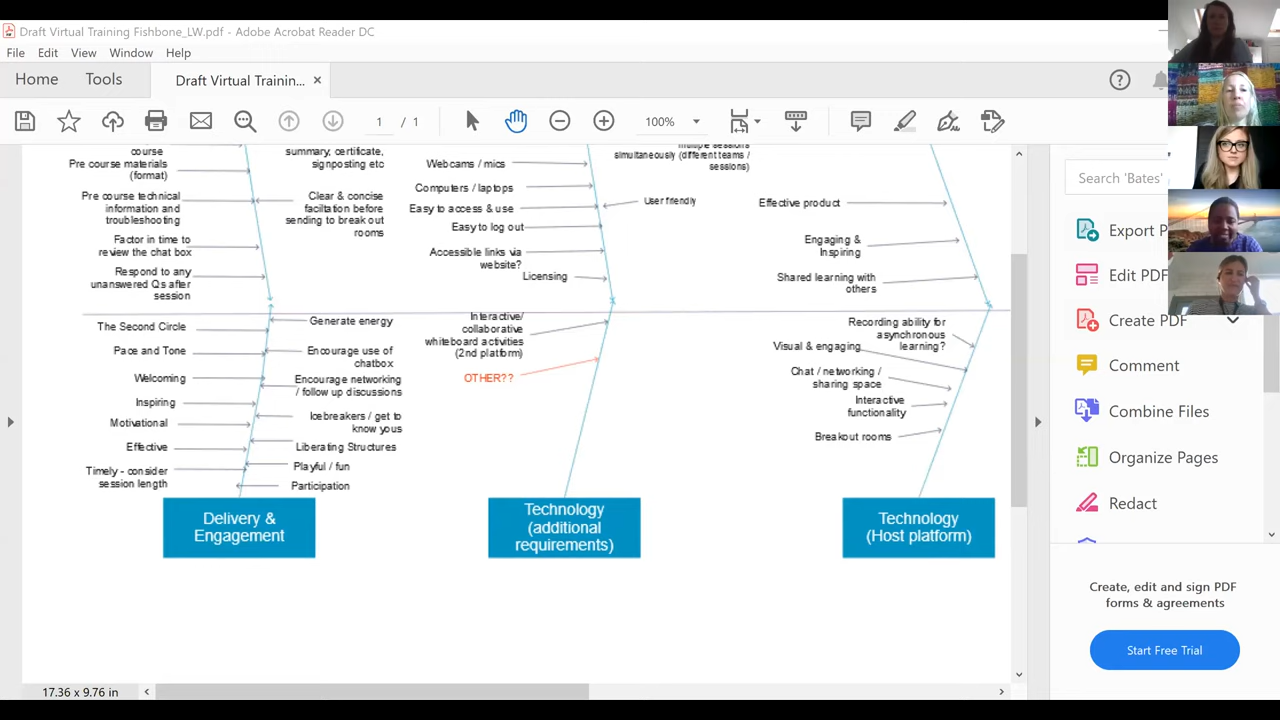 Draft Virtual Training Fishbone_LW.pdf - Adobe Acrobat Reader DC
File Edit View Window Help
Home Tools Draft Virtual Trainin... ×
1 / 1 100%
course
Pre course materials
(format)
Pre course technical
information and
troubleshooting
Factor in time to
review the chat box
Respond to any
unanswered Qs after
session
summary, certificate,
signposting etc
Clear & concise
faciltation before
sending to break out
rooms
Webcams / mics
Computers / laptops
Easy to access & use
Easy to log out
Accessible links via
website?
Licensing
multiple sessions
simultaneously (different teams /
sessions)
User friendly
Effective product
Engaging &
Inspiring
Shared learning with
others
The Second Circle
Pace and Tone
Welcoming
Inspiring
Motivational
Effective
Timely - consider
session length
Generate energy
Encourage use of
chatbox
Encourage networking
/ follow up discussions
Icebreakers / get to
know yous
Liberating Structures
Playful / fun
Participation
Interactive/
collaborative
whiteboard activities
(2nd platform)
OTHER??
Recording ability for
asynchronous
learning?
Visual & engaging
Chat / networking /
sharing space
Interactive
functionality
Breakout rooms
Delivery &
Engagement
Technology
(additional
requirements)
Technology
(Host platform)
17.36 x 9.76 in
Search 'Bates'
Export P
Edit PDF
Create PDF
Comment
Combine Files
Organize Pages
Redact
Create, edit and sign PDF
forms & agreements
Start Free Trial